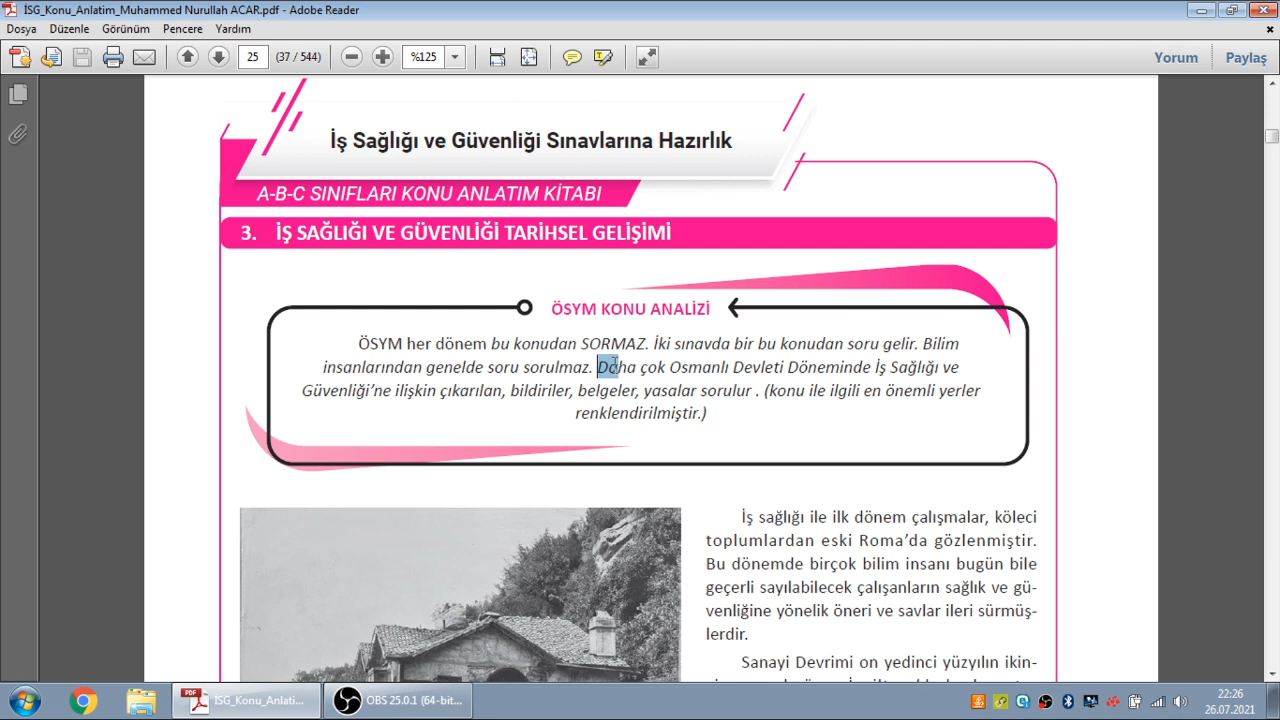 İSG_Konu_Anlatim_Muhammed Nurullah ACAR.pdf - Adobe Reader
Dosya Düzenle Görünüm Pencere Yardım
25 (37 / 544) %125 Yorum Paylaş
İş Sağlığı ve Güvenliği Sınavlarına Hazırlık
A-B-C SINIFLARI KONU ANLATIM KİTABI
3. İŞ SAĞLIĞI VE GÜVENLİĞİ TARİHSEL GELİŞİMİ
ÖSYM KONU ANALİZİ
ÖSYM her dönem bu konudan SORMAZ. İki sınavda bir bu konudan soru gelir. Bilim
insanlarından genelde soru sorulmaz. Daha çok Osmanlı Devleti Döneminde İş Sağlığı ve
Güvenliği’ne ilişkin çıkarılan, bildiriler, belgeler, yasalar sorulur . (konu ile ilgili en önemli yerler
renklendirilmiştir.)
İş sağlığı ile ilk dönem çalışmalar, köleci
toplumlardan eski Roma’da gözlenmiştir.
Bu dönemde birçok bilim insanı bugün bile
geçerli sayılabilecek çalışanların sağlık ve gü-
venliğine yönelik öneri ve savlar ileri sürmüş-
lerdir.
Sanayi Devrimi on yedinci yüzyılın ikin-
PDF İSG_Konu_Anlati... OBS 25.0.1 (64-bit...
22:26
26.07.2021